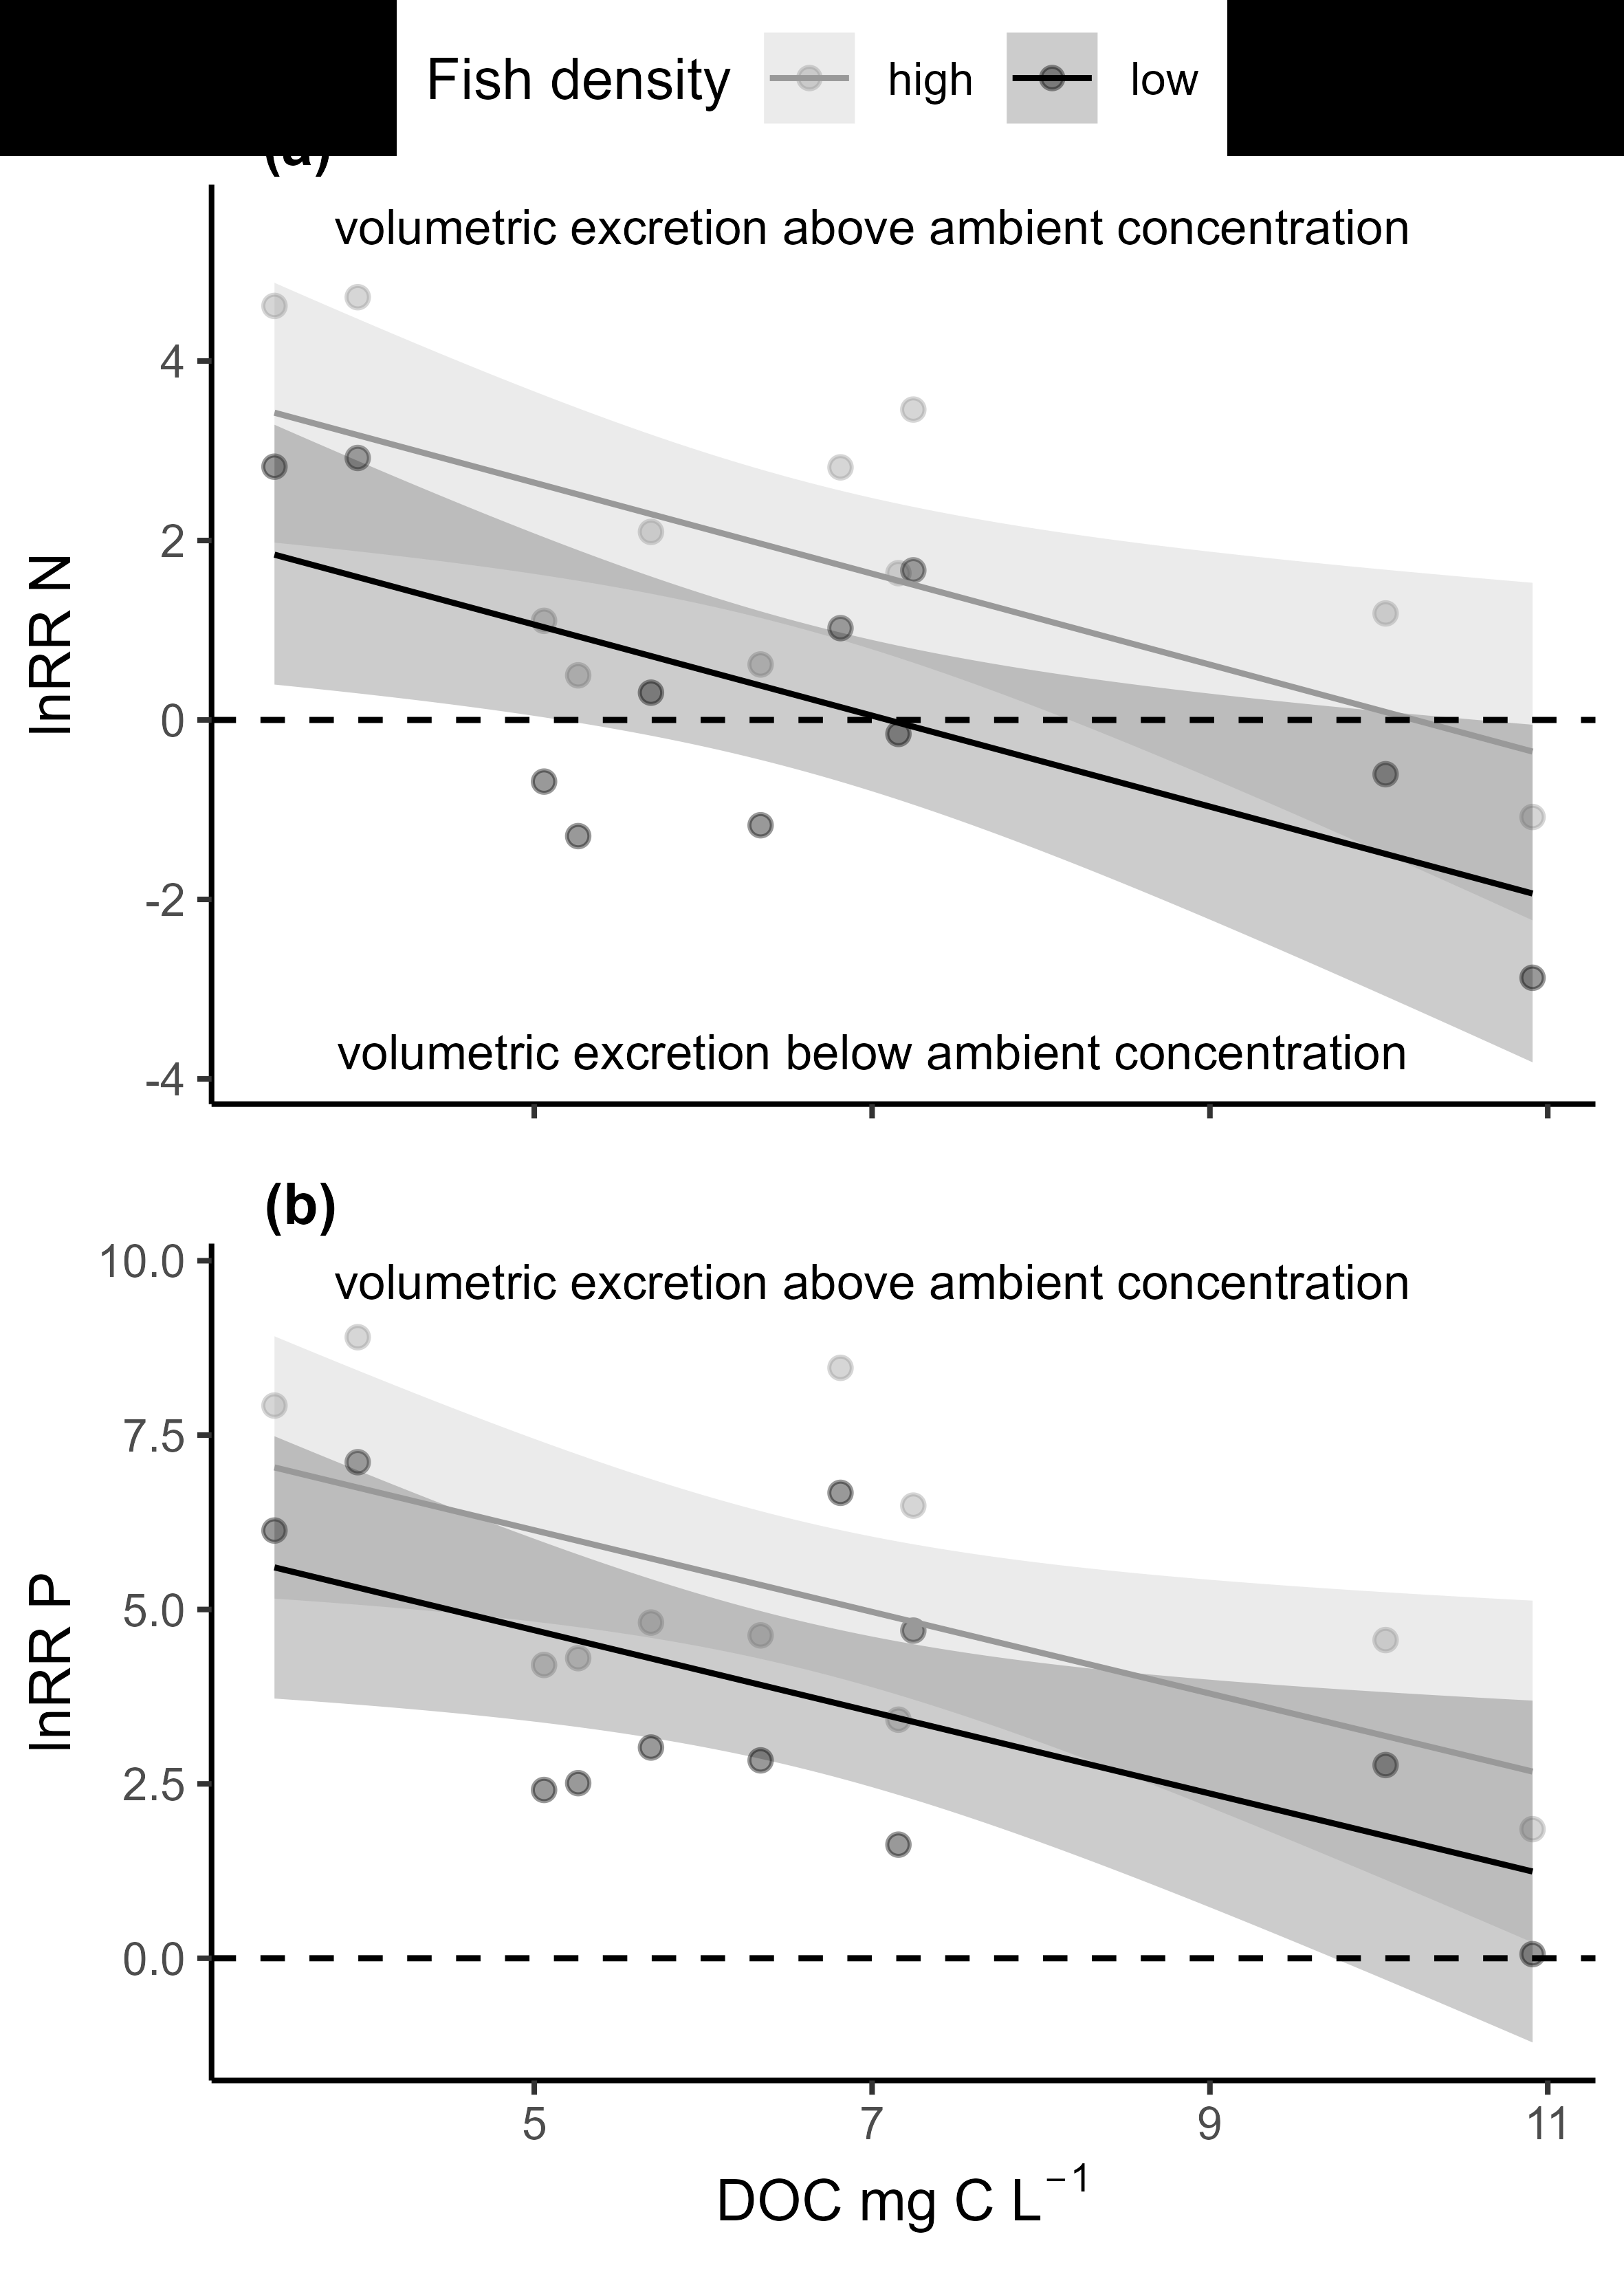 Fish density high low
(a)
volumetric excretion above ambient concentration
4
2
0
-2
-4
lnRR N
volumetric excretion below ambient concentration
(b)
volumetric excretion above ambient concentration
10.0
7.5
5.0
2.5
0.0
lnRR P
5 7 9 11
DOC mg C L⁻¹